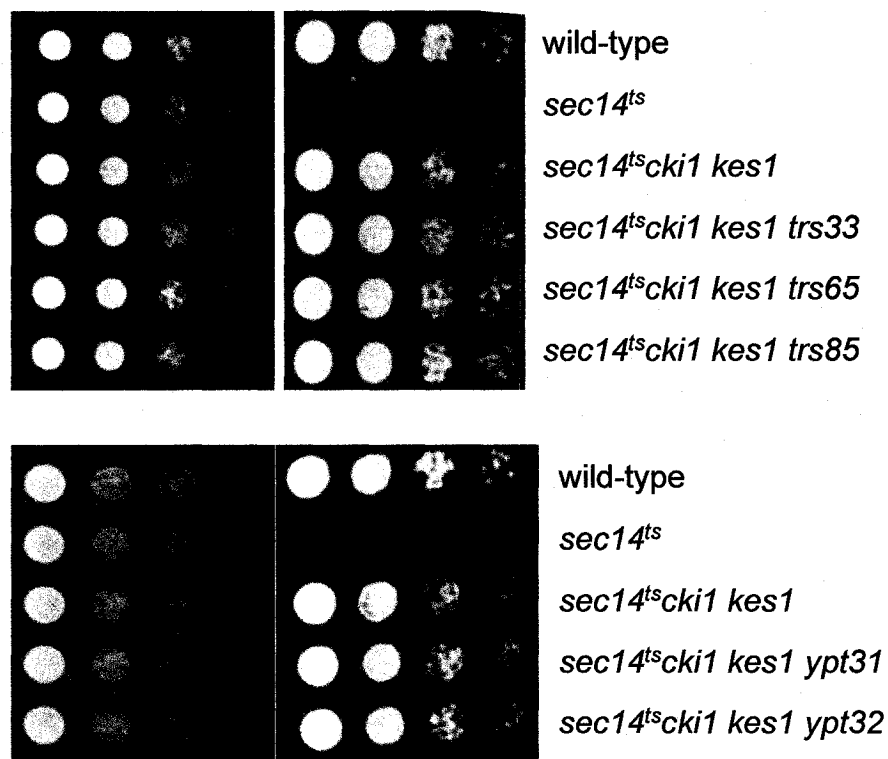 wild-type
sec14ts
sec14tscki1 kes1
sec14tscki1 kes1 trs33
sec14tscki1 kes1 trs65
sec14tscki1 kes1 trs85
wild-type
sec14ts
sec14tscki1 kes1
sec14tscki1 kes1 ypt31
sec14tscki1 kes1 ypt32